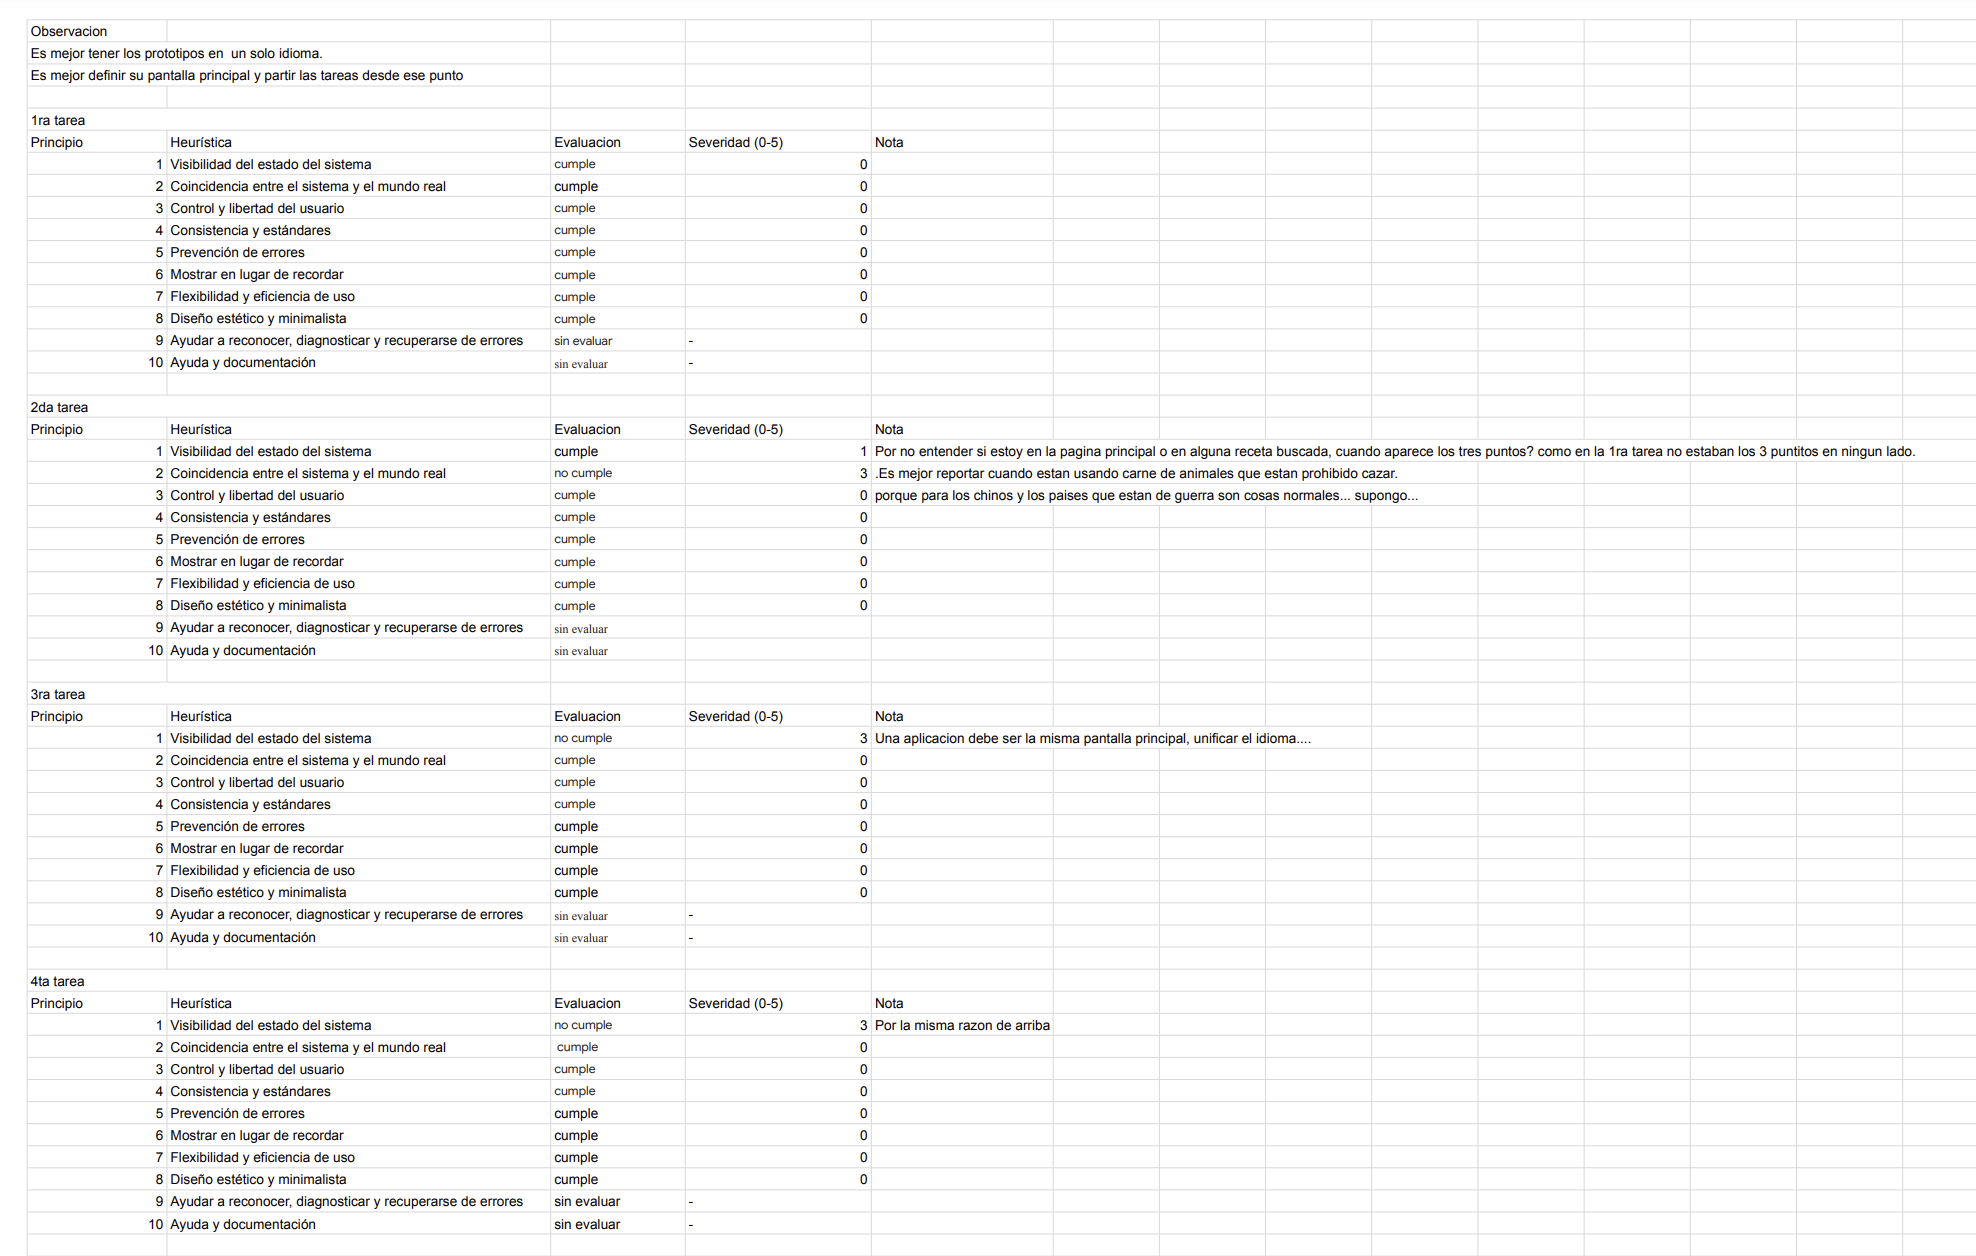 Observacion
Es mejor tener los prototipos en  un solo idioma.
Es mejor definir su pantalla principal y partir las tareas desde ese punto
1ra tarea
Principio Heurística Evaluacion Severidad (0-5) Nota
1 Visibilidad del estado del sistema cumple 0
2 Coincidencia entre el sistema y el mundo real cumple 0
3 Control y libertad del usuario cumple 0
4 Consistencia y estándares cumple 0
5 Prevención de errores cumple 0
6 Mostrar en lugar de recordar cumple 0
7 Flexibilidad y eficiencia de uso cumple 0
8 Diseño estético y minimalista cumple 0
9 Ayudar a reconocer, diagnosticar y recuperarse de errores sin evaluar -
10 Ayuda y documentación sin evaluar -
2da tarea
Principio Heurística Evaluacion Severidad (0-5) Nota
1 Visibilidad del estado del sistema cumple 1 Por no entender si estoy en la pagina principal o en alguna receta buscada, cuando aparece los tres puntos? como en la 1ra tarea no estaban los 3 puntitos en ningun lado.
2 Coincidencia entre el sistema y el mundo real no cumple 3 .Es mejor reportar cuando estan usando carne de animales que estan prohibido cazar.
3 Control y libertad del usuario cumple 0 porque para los chinos y los paises que estan de guerra son cosas normales... supongo...
4 Consistencia y estándares cumple 0
5 Prevención de errores cumple 0
6 Mostrar en lugar de recordar cumple 0
7 Flexibilidad y eficiencia de uso cumple 0
8 Diseño estético y minimalista cumple 0
9 Ayudar a reconocer, diagnosticar y recuperarse de errores sin evaluar
10 Ayuda y documentación sin evaluar
3ra tarea
Principio Heurística Evaluacion Severidad (0-5) Nota
1 Visibilidad del estado del sistema no cumple 3 Una aplicacion debe ser la misma pantalla principal, unificar el idioma....
2 Coincidencia entre el sistema y el mundo real cumple 0
3 Control y libertad del usuario cumple 0
4 Consistencia y estándares cumple 0
5 Prevención de errores cumple 0
6 Mostrar en lugar de recordar cumple 0
7 Flexibilidad y eficiencia de uso cumple 0
8 Diseño estético y minimalista cumple 0
9 Ayudar a reconocer, diagnosticar y recuperarse de errores sin evaluar -
10 Ayuda y documentación sin evaluar -
4ta tarea
Principio Heurística Evaluacion Severidad (0-5) Nota
1 Visibilidad del estado del sistema no cumple 3 Por la misma razon de arriba
2 Coincidencia entre el sistema y el mundo real cumple 0
3 Control y libertad del usuario cumple 0
4 Consistencia y estándares cumple 0
5 Prevención de errores cumple 0
6 Mostrar en lugar de recordar cumple 0
7 Flexibilidad y eficiencia de uso cumple 0
8 Diseño estético y minimalista cumple 0
9 Ayudar a reconocer, diagnosticar y recuperarse de errores sin evaluar -
10 Ayuda y documentación sin evaluar -